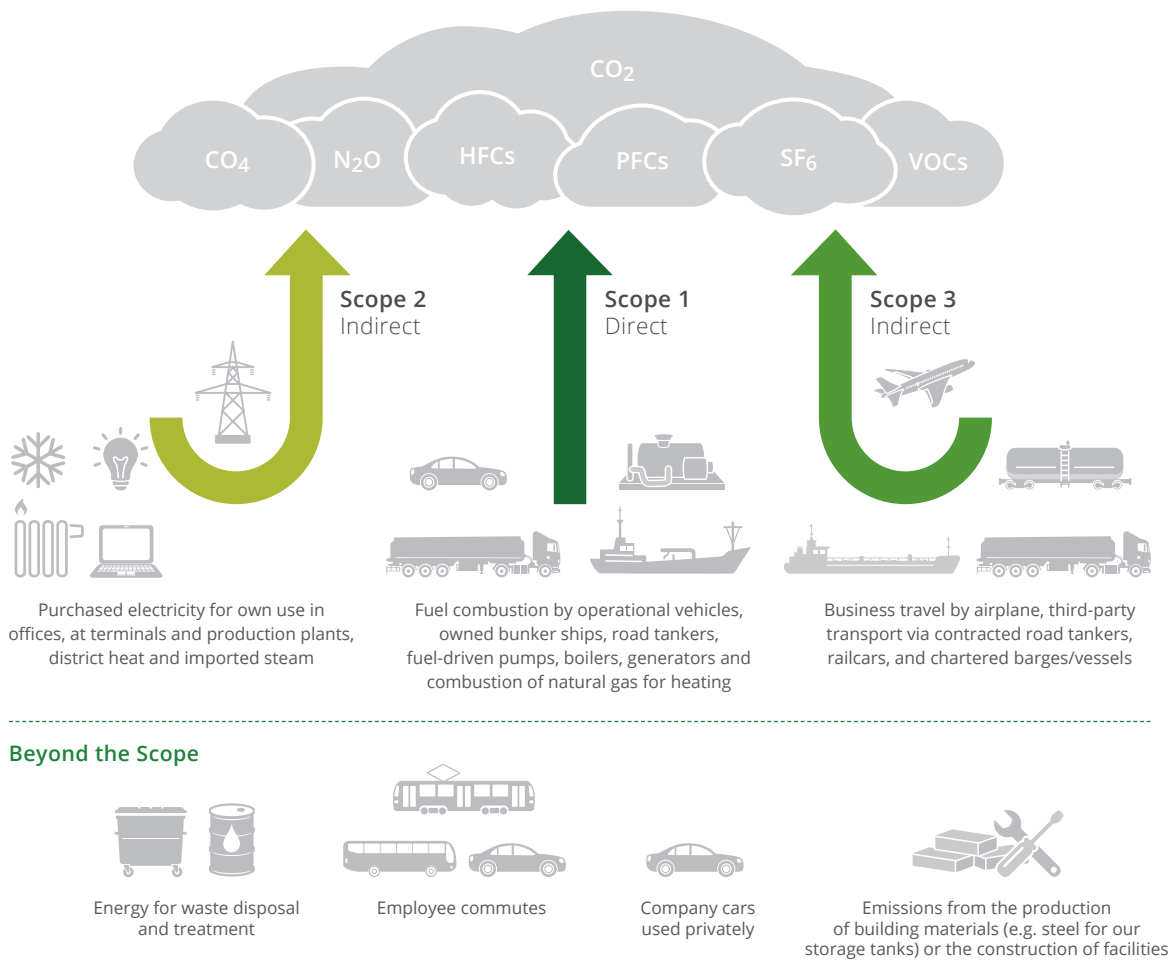 CO2
CO4
N2O
HFCs
PFCs
SF6
VOCs
Scope 2
Indirect
Scope 1
Direct
Scope 3
Indirect
Purchased electricity for own use in
offices, at terminals and production plants,
district heat and imported steam
Fuel combustion by operational vehicles,
owned bunker ships, road tankers,
fuel-driven pumps, boilers, generators and
combustion of natural gas for heating
Business travel by airplane, third-party
transport via contracted road tankers,
railcars, and chartered barges/vessels
Beyond the Scope
Energy for waste disposal
and treatment
Employee commutes
Company cars
used privately
Emissions from the production
of building materials (e.g. steel for our
storage tanks) or the construction of facilities